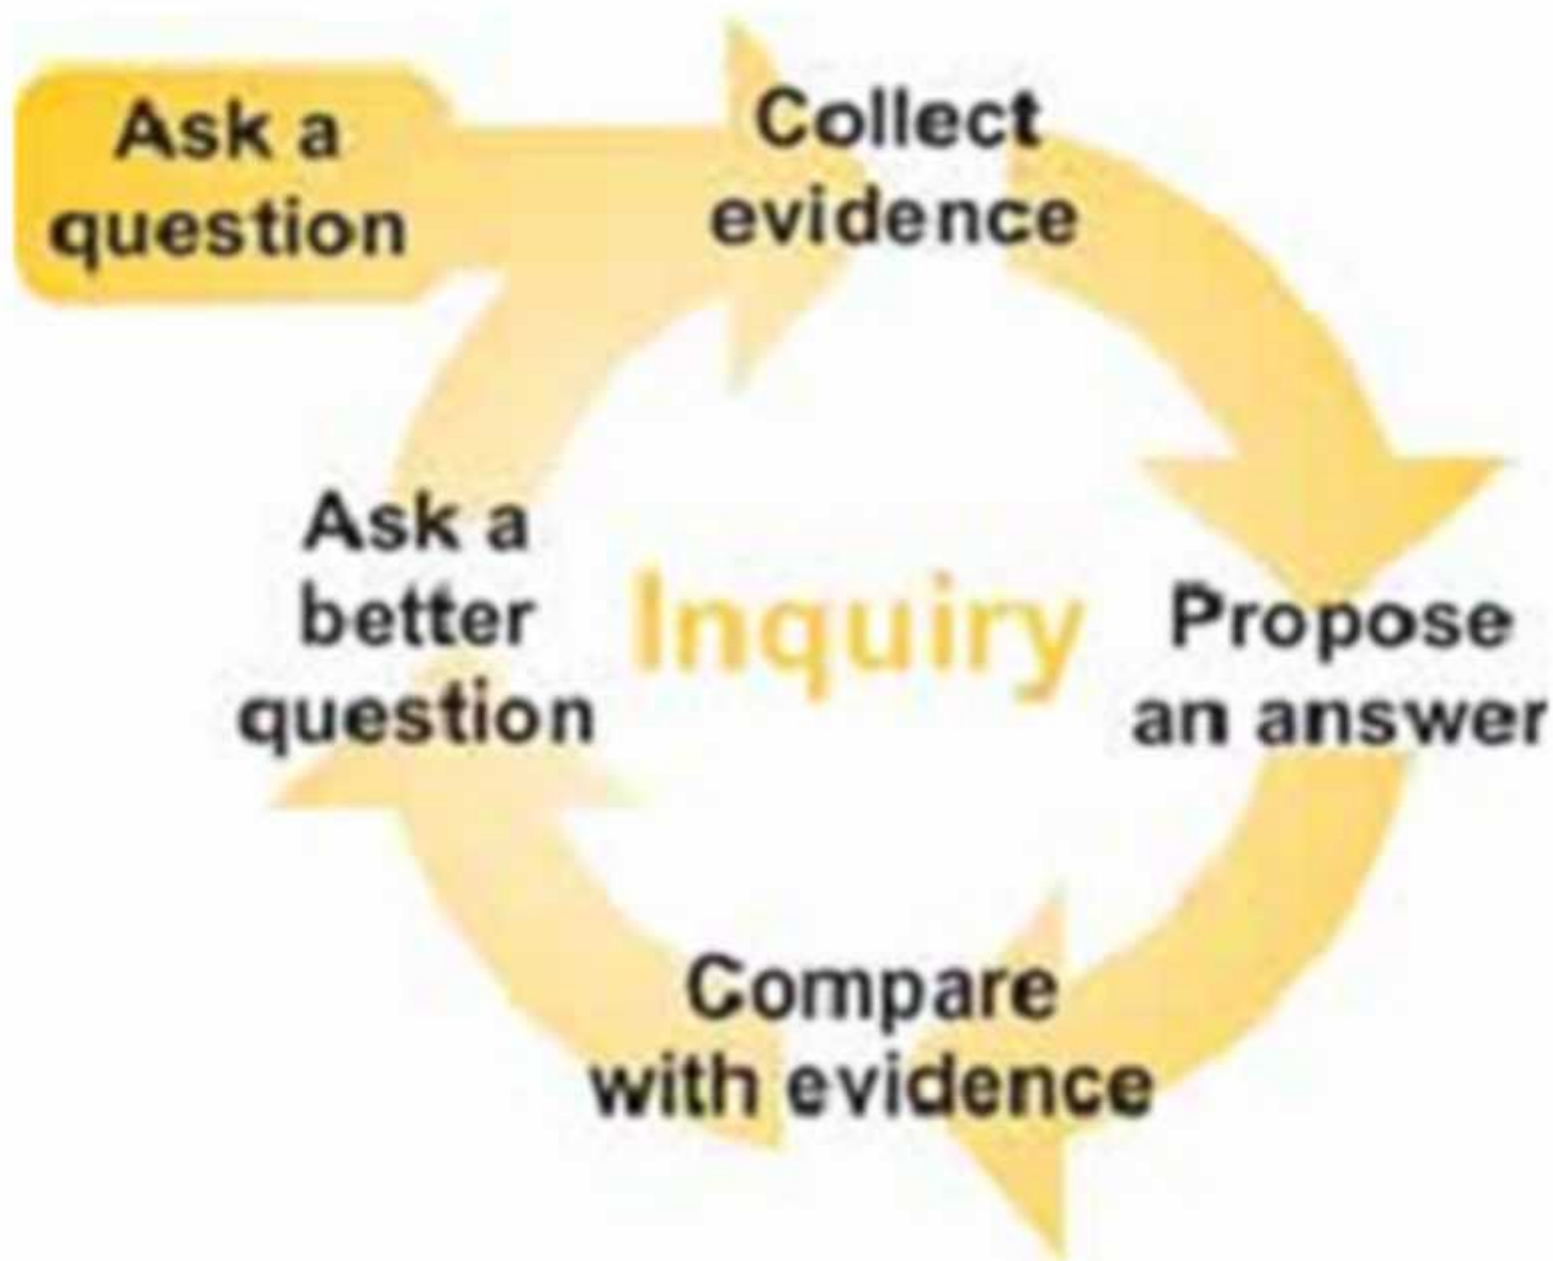 Ask a
question
Collect
evidence
Propose
an answer
Compare
with evidence
Ask a
better
question
Inquiry